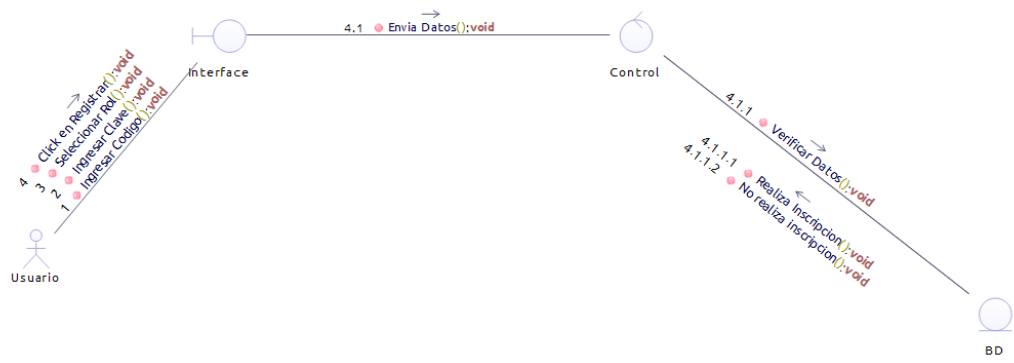 4.1 Envia Datos():void
Interface
Control
4 Click en Registrar():void
3 Seleccionar Rol():void
2 Ingresar Clave():void
1 Ingresar Codigo():void
4.1.1 Verificar Datos():void
4.1.1.1 Realiza Inscripcion():void
4.1.1.2 No realiza inscripcion():void
Usuario
BD